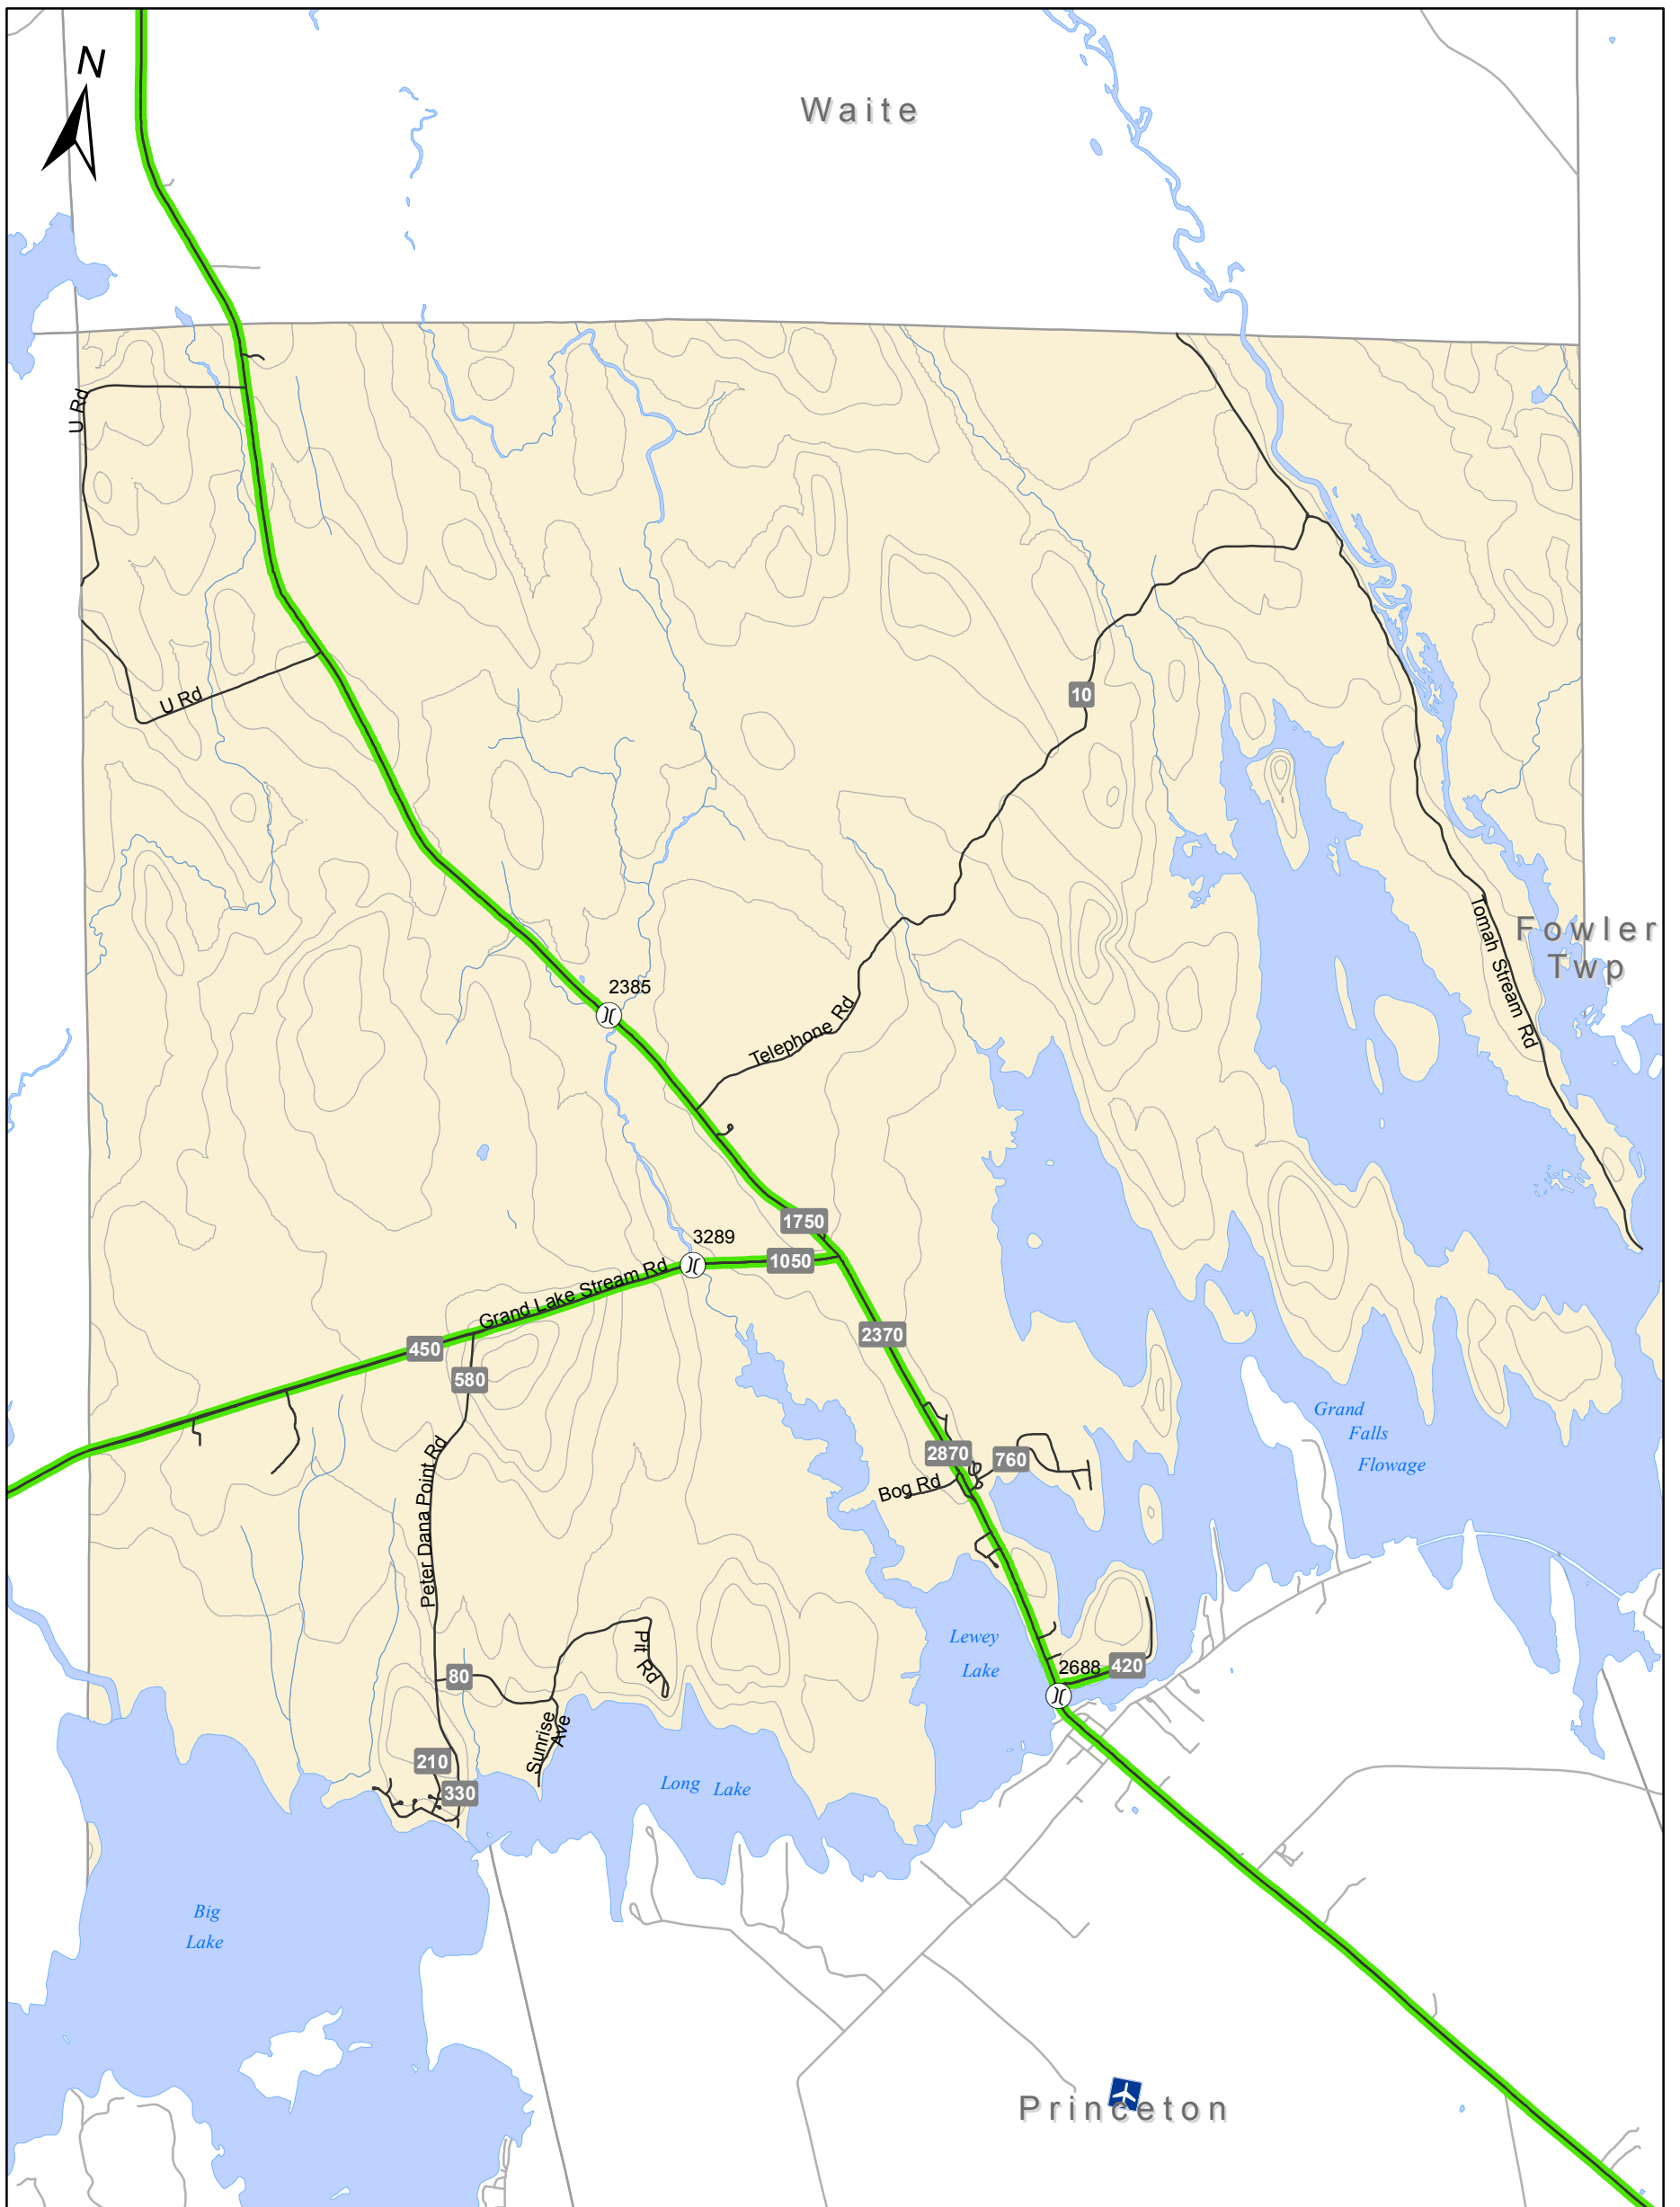 N
Waite
U Rd
U Rd
10
Tomah Stream Rd
Fowler
Twp
2385
Telephone Rd
1750
3289
1050
Grand Lake Stream Rd
2370
450
580
Grand
Falls
Flowage
2870
760
Bog Rd
Peter Dana Point Rd
Pit Rd
Lewey
Lake
2688
420
80
Sunrise
Ave
210
330
Long Lake
Big
Lake
Princeton